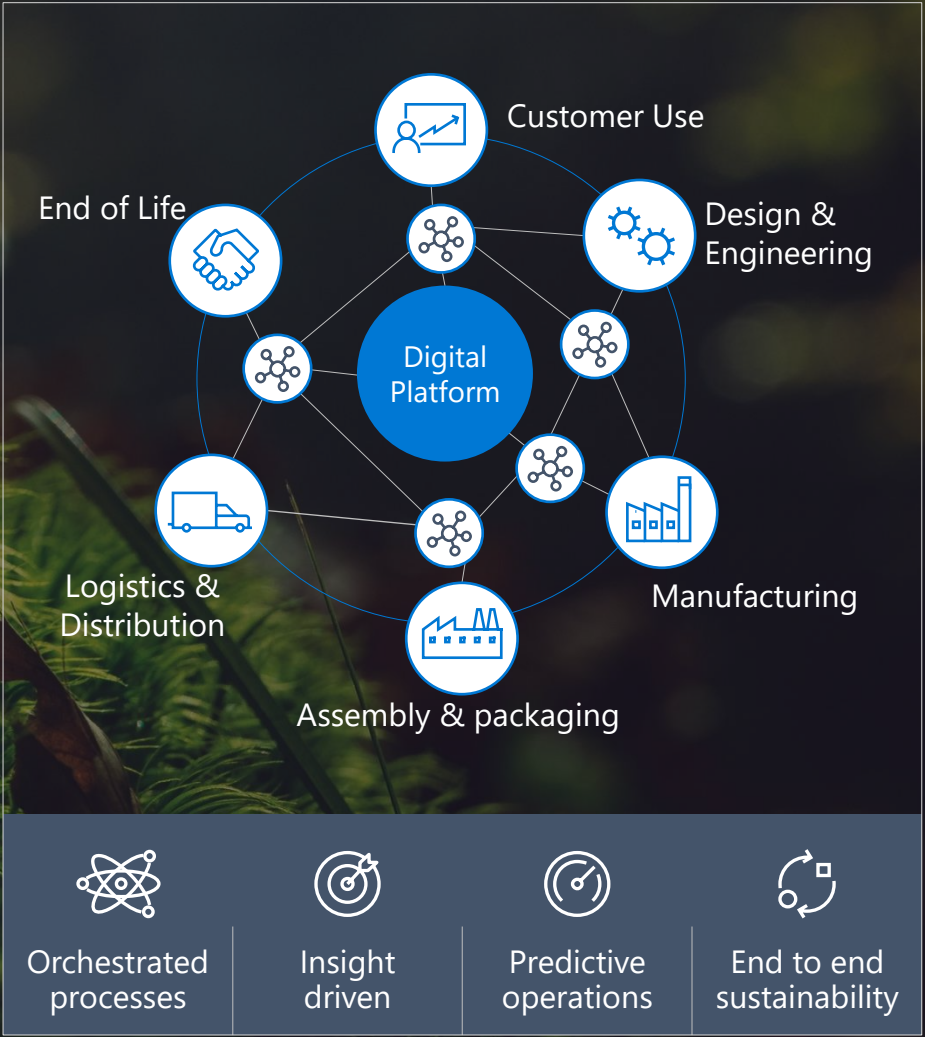 Customer Use
End of Life
Design &
Engineering
Digital
Platform
Logistics &
Distribution
Manufacturing
Assembly & packaging
Orchestrated
processes
Insight
driven
Predictive
operations
End to end
sustainability